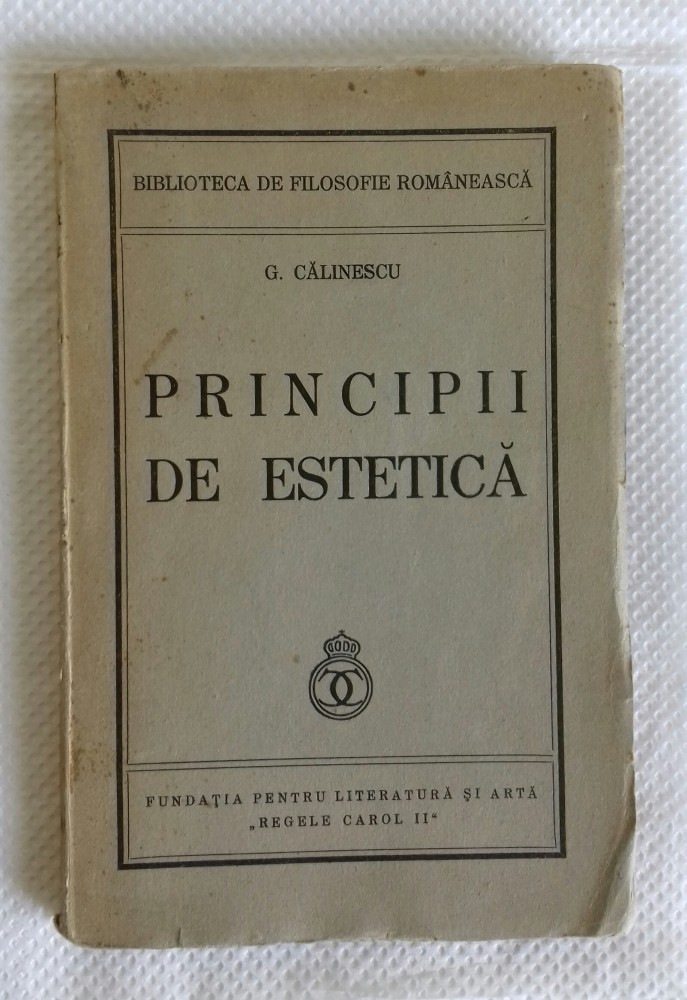 BIBLIOTECA DE FILOSOFIE ROMÂNEASCĂ
G. CĂLINESCU
PRINCIPII
DE ESTETICĂ
FUNDAȚIA PENTRU LITERATURĂ ȘI ARTĂ
„REGELE CAROL II“